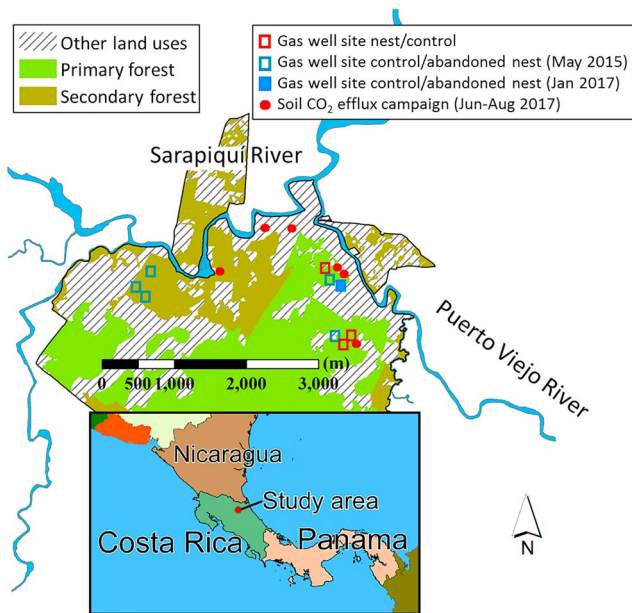 Other land uses
Primary forest
Secondary forest
Gas well site nest/control
Gas well site control/abandoned nest (May 2015)
Gas well site control/abandoned nest (Jan 2017)
Soil CO₂ efflux campaign (Jun-Aug 2017)
Sarapiquí River
Puerto Viejo River
(m)
0 500 1,000 2,000 3,000
Nicaragua
Study area
Costa Rica
Panama
N